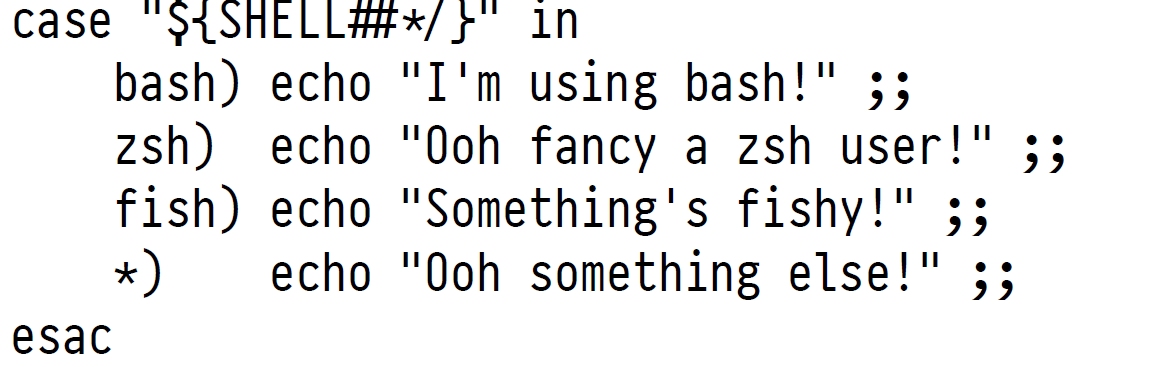 case "${SHELL##*/}" in
    bash) echo "I'm using bash!" ;;
    zsh)  echo "Ooh fancy a zsh user!" ;;
    fish) echo "Something's fishy!" ;;
    *)    echo "Ooh something else!" ;;
esac